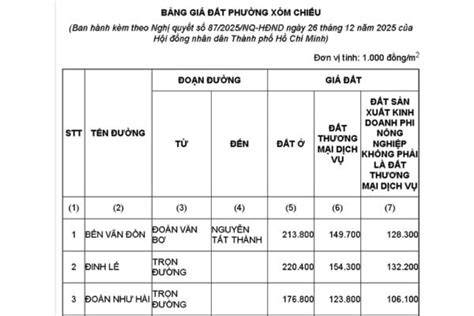 BẢNG GIÁ ĐẤT PHƯỜNG XÓM CHIẾU
(Ban hành kèm theo Nghị quyết số 87/2025/NQ-HĐND ngày 26 tháng 12 năm 2025 của
Hội đồng nhân dân Thành phố Hồ Chí Minh)
Đơn vị tính: 1.000 đồng/m²
STT TÊN ĐƯỜNG ĐOẠN ĐƯỜNG GIÁ ĐẤT
TỪ ĐẾN ĐẤT Ở ĐẤT THƯƠNG MẠI DỊCH VỤ ĐẤT SẢN XUẤT KINH DOANH PHI NÔNG NGHIỆP KHÔNG PHẢI LÀ ĐẤT THƯƠNG MẠI DỊCH VỤ
(1) (2) (3) (4) (5) (6) (7)
1 BẾN VÂN ĐỒN ĐOÀN VĂN BƠ NGUYỄN TẤT THÀNH 213.800 149.700 128.300
2 ĐINH LỄ TRỌN ĐƯỜNG 220.400 154.300 132.200
3 ĐOÀN NHƯ HÀI TRỌN ĐƯỜNG 176.800 123.800 106.100